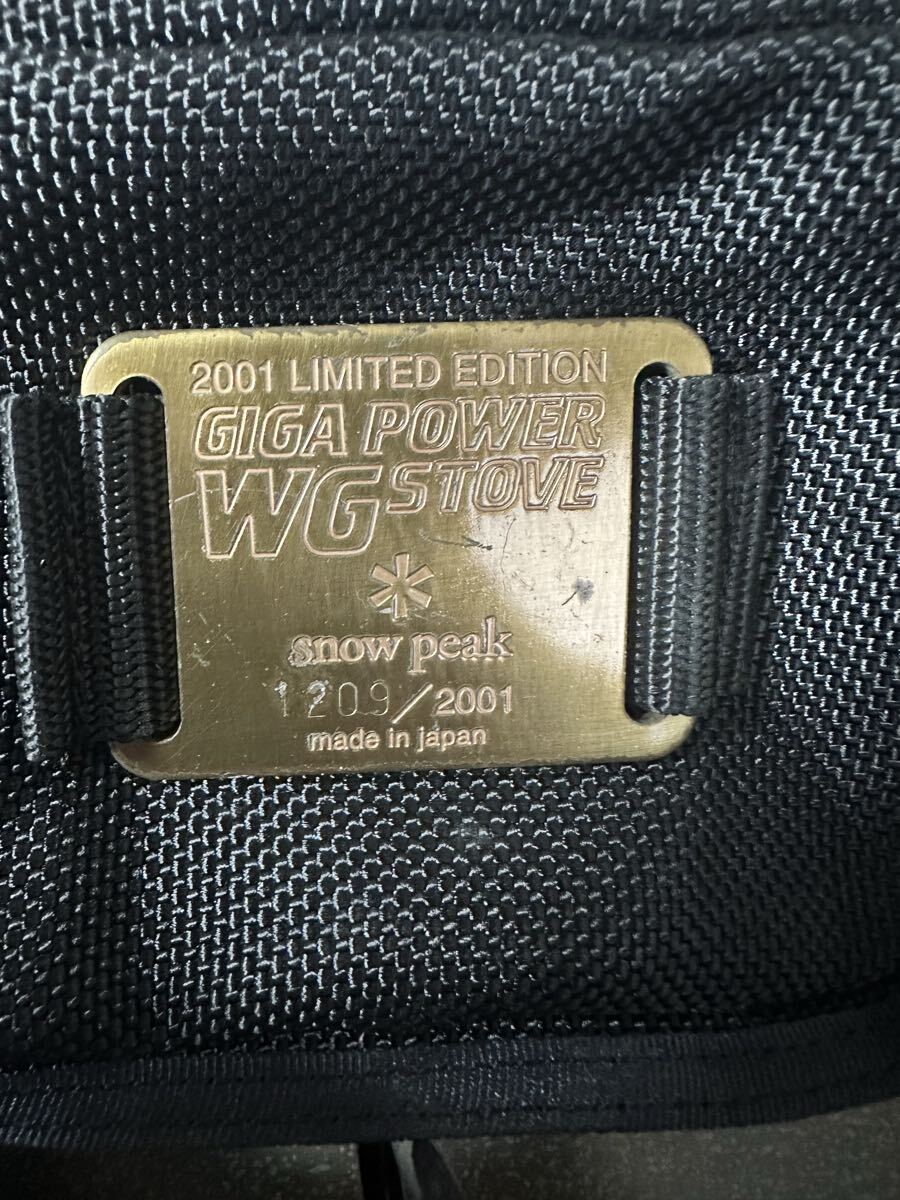 2001 LIMITED EDITION
GIGA POWER
WG STOVE
snow peak
1209/2001
made in japan